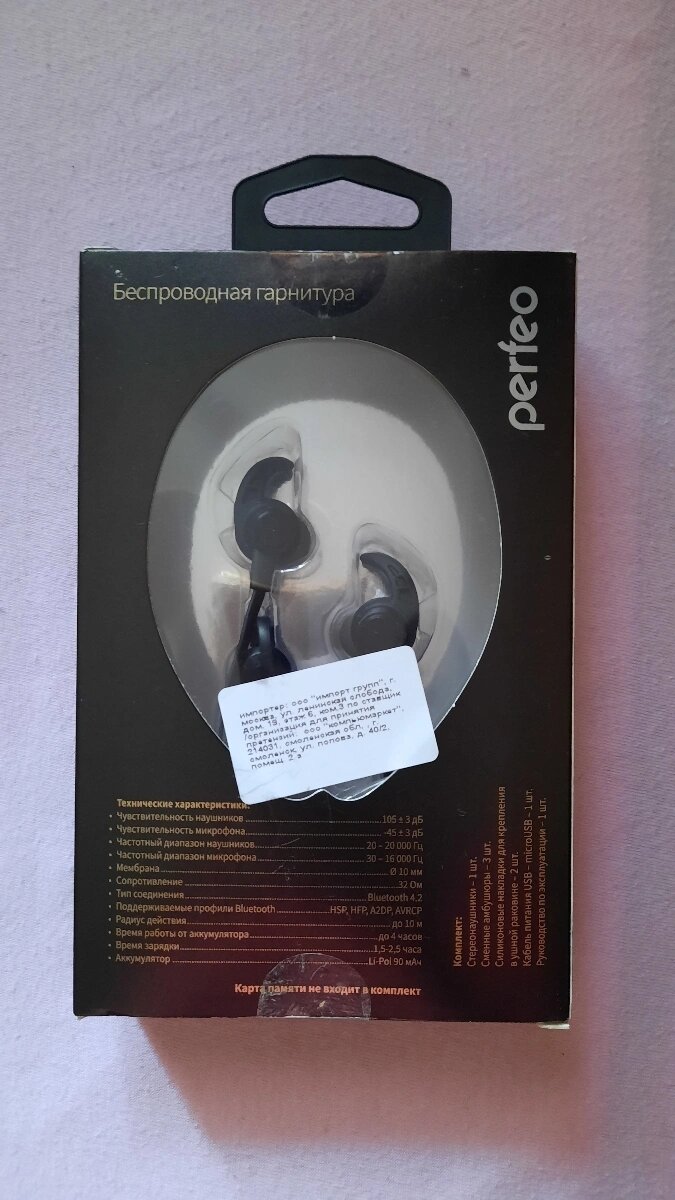 Беспроводная гарнитура
perfeo
импортер: ооо "импорт групп", г.
москва, ул. ленинская слобода,
дом. 19, этаж 6, ком.3 по ставщик
/организация для принятия
претензий: ооо "компьюмаркет",
214031, смоленская обл., г.
смоленск, ул. попова, д. 40/2,
помещ. 2 а
Технические характеристики:
• Чувствительность наушников 105 ± 3 дБ
• Чувствительность микрофона -45 ± 3 дБ
• Частотный диапазон наушников 20 – 20 000 Гц
• Частотный диапазон микрофона 30 – 16 000 Гц
• Мембрана Ø 10 мм
• Сопротивление 32 Ом
• Тип соединения Bluetooth 4.2
• Поддерживаемые профили Bluetooth HSP, HFP, A2DP, AVRCP
• Радиус действия до 10 м
• Время работы от аккумулятора до 4 часов
• Время зарядки 1,5-2,5 часа
• Аккумулятор Li-Pol 90 мАч
Карта памяти не входит в комплект
Комплект:
Стереонаушники – 1 шт.
Сменные амбушюры – 3 шт.
Силиконовые накладки для крепления
в ушной раковине – 2 шт.
Кабель питания USB – microUSB – 1 шт.
Руководство по эксплуатации – 1 шт.